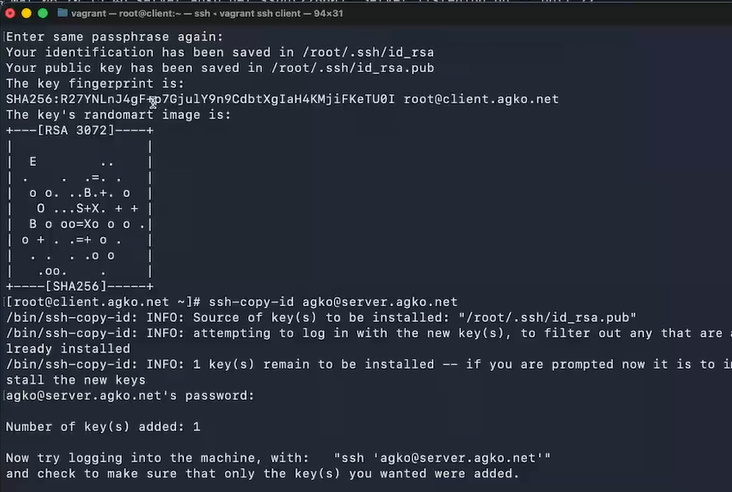 vagrant — root@client:~ — ssh ‹ vagrant ssh client — 94×31
Enter same passphrase again:
Your identification has been saved in /root/.ssh/id_rsa
Your public key has been saved in /root/.ssh/id_rsa.pub
The key fingerprint is:
root@client.agko.net
The key's randomart image is:
+---[RSA 3072]----+
|                 |
|  E        ..    |
| .    .  .=. .   |
|  o o. ..B.+. o  |
|   O ...S+X. + + |
|  B o oo=Xo o o .|
| o + . .=+ o .   |
|  . .  . .o o    |
|   .oo.    .     |
+----[SHA256]-----+
[root@client.agko.net ~]# ssh-copy-id agko@server.agko.net
/bin/ssh-copy-id: INFO: Source of key(s) to be installed: "/root/.ssh/id_rsa.pub"
/bin/ssh-copy-id: INFO: attempting to log in with the new key(s), to filter out any that are a
lready installed
/bin/ssh-copy-id: INFO: 1 key(s) remain to be installed -- if you are prompted now it is to in
stall the new keys
agko@server.agko.net's password:
Number of key(s) added: 1
Now try logging into the machine, with:   "ssh 'agko@server.agko.net'"
and check to make sure that only the key(s) you wanted were added.